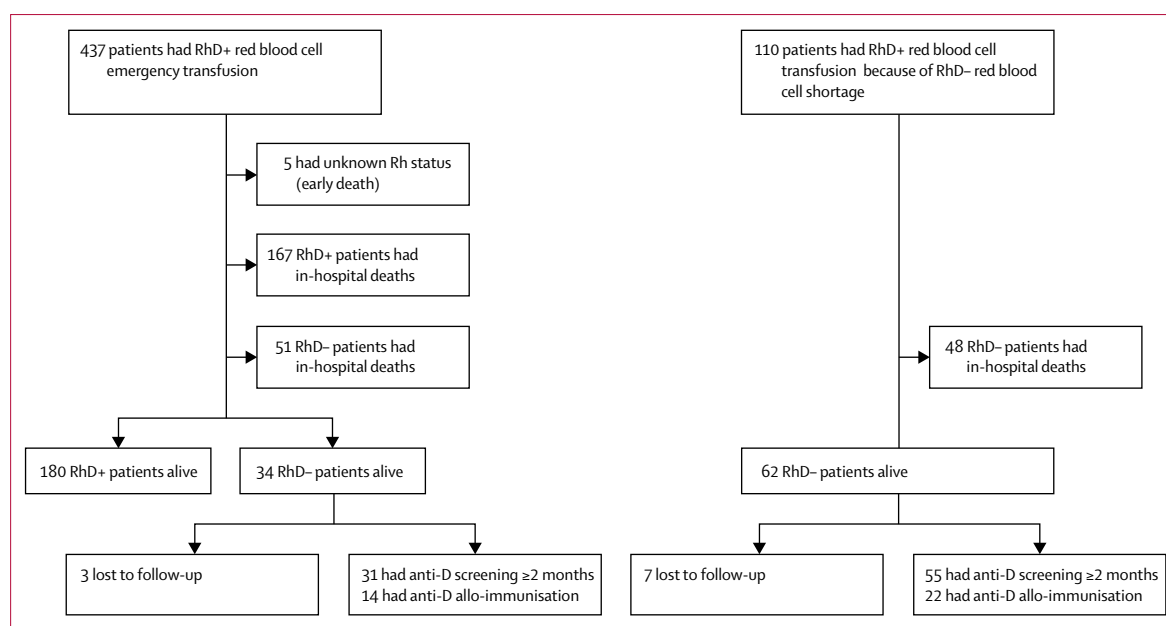 437 patients had RhD+ red blood cell
emergency transfusion
110 patients had RhD+ red blood cell
transfusion because of RhD– red blood
cell shortage
5 had unknown Rh status
(early death)
167 RhD+ patients had
in-hospital deaths
51 RhD– patients had
in-hospital deaths
48 RhD– patients had
in-hospital deaths
180 RhD+ patients alive
34 RhD– patients alive
62 RhD– patients alive
3 lost to follow-up
31 had anti-D screening ≥2 months
14 had anti-D allo-immunisation
7 lost to follow-up
55 had anti-D screening ≥2 months
22 had anti-D allo-immunisation